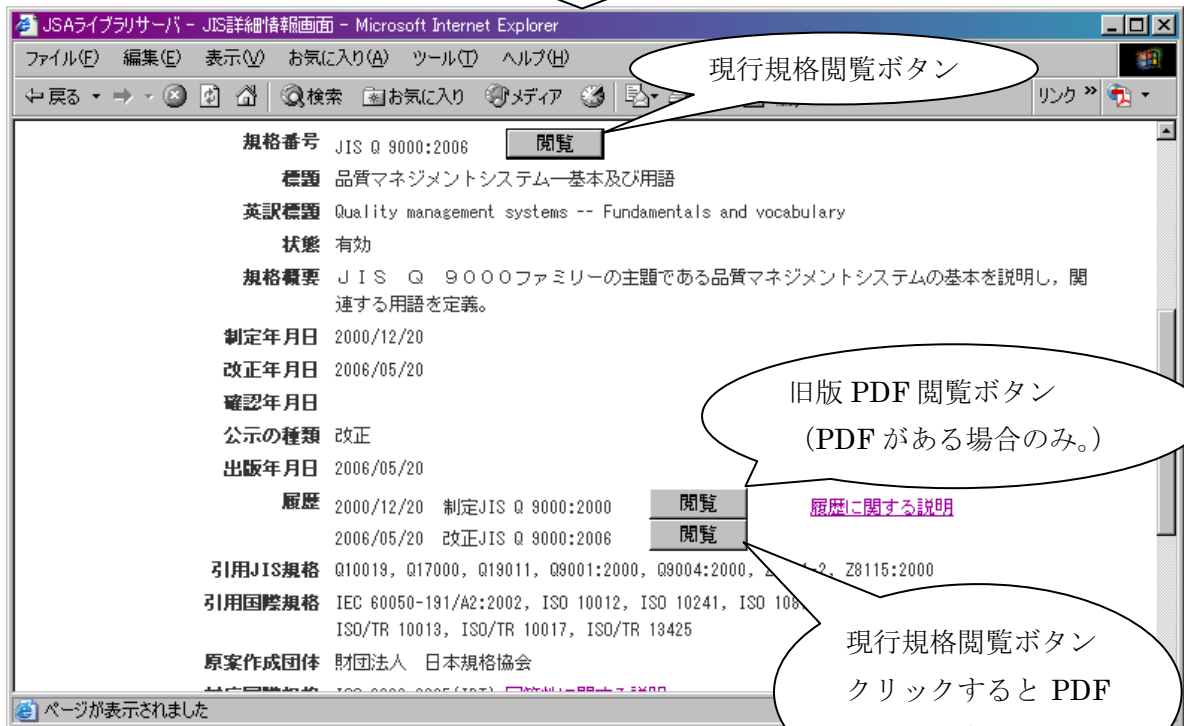 JSAライブラリサーバ - JIS詳細情報画面 - Microsoft Internet Explorer
ファイル(F) 編集(E) 表示(V) お気に入り(A) ツール(T) ヘルプ(H)
現行規格閲覧ボタン
戻る 検索 お気に入り メディア リンク »
規格番号 JIS Q 9000:2006 閲覧
標題 品質マネジメントシステム―基本及び用語
英訳標題 Quality management systems -- Fundamentals and vocabulary
状態 有効
規格概要 JIS Q 9000ファミリーの主題である品質マネジメントシステムの基本を説明し,関
連する用語を定義。
制定年月日 2000/12/20
改正年月日 2006/05/20
確認年月日
公示の種類 改正
出版年月日 2006/05/20
旧版 PDF 閲覧ボタン
(PDF がある場合のみ。)
履歴 2000/12/20 制定JIS Q 9000:2000 閲覧 履歴に関する説明
2006/05/20 改正JIS Q 9000:2006 閲覧
引用JIS規格 Q10019, Q17000, Q19011, Q9001:2000, Q9004:2000, Z8115:2000
引用国際規格 IEC 60050-191/A2:2002, ISO 10012, ISO 10241,
ISO/TR 10013, ISO/TR 10017, ISO/TR 13425
原案作成団体 財団法人 日本規格協会
現行規格閲覧ボタン
クリックすると PDF
ページが表示されました